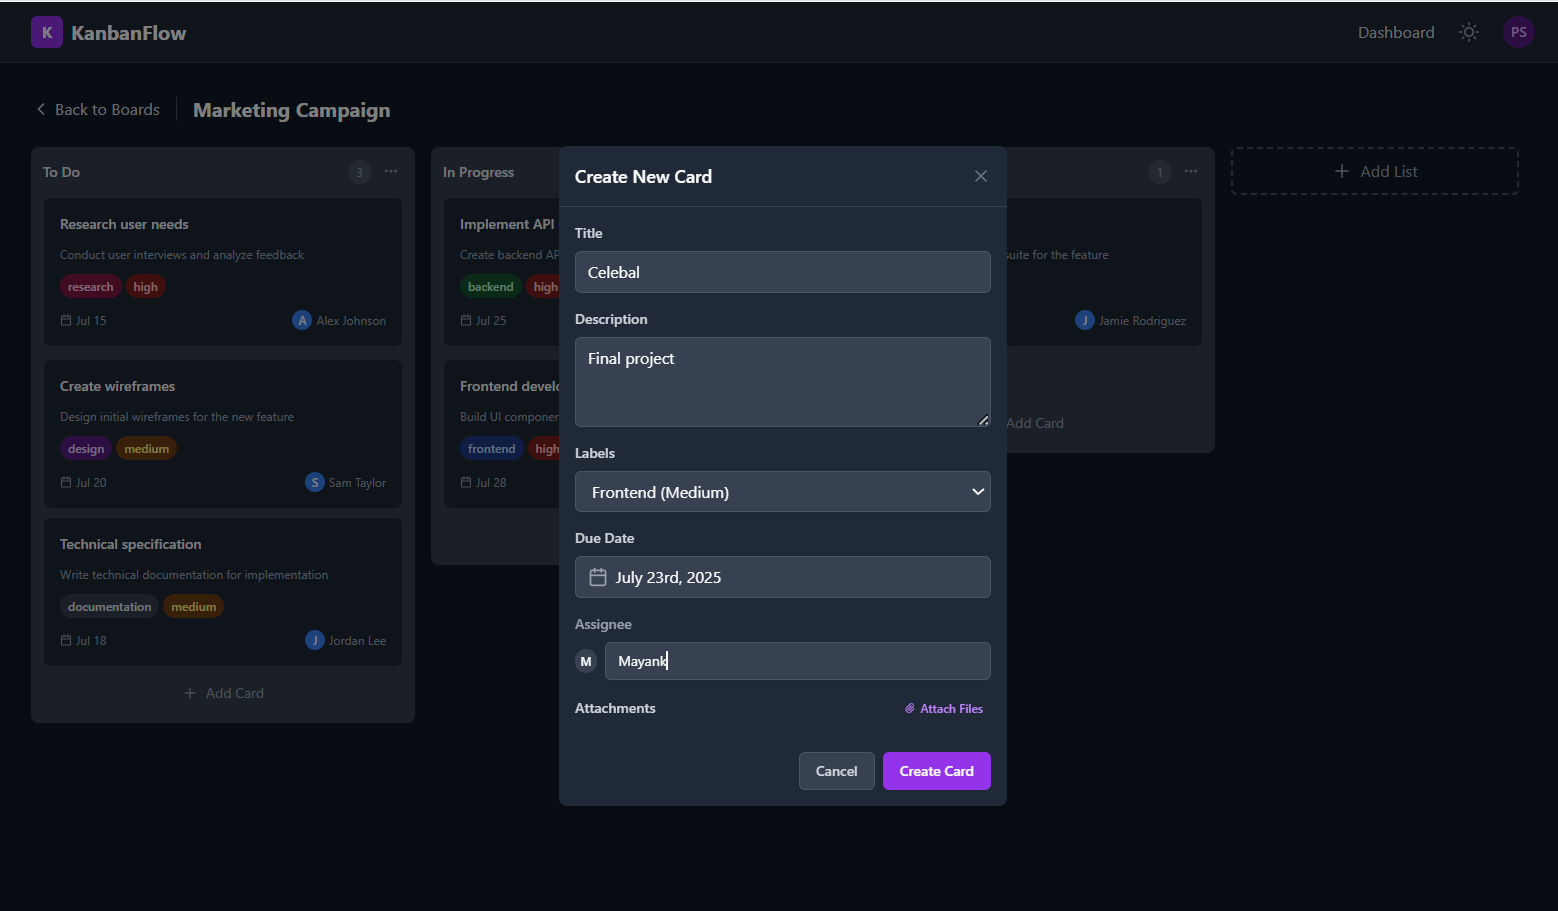 K KanbanFlow
Dashboard
PS
Back to Boards
Marketing Campaign
To Do
3
Research user needs
Conduct user interviews and analyze feedback
research high
Jul 15
A Alex Johnson
Create wireframes
Design initial wireframes for the new feature
design medium
Jul 20
S Sam Taylor
Technical specification
Write technical documentation for implementation
documentation medium
Jul 18
J Jordan Lee
+ Add Card
In Progress
Implement API
Create backend AP
backend high
Jul 25
Frontend develo
Build UI componen
frontend high
Jul 28
Create New Card
Title
Celebal
Description
Final project
Labels
Frontend (Medium)
Due Date
July 23rd, 2025
Assignee
M Mayank
Attachments
Attach Files
Cancel
Create Card
1
suite for the feature
J Jamie Rodriguez
Add Card
+ Add List